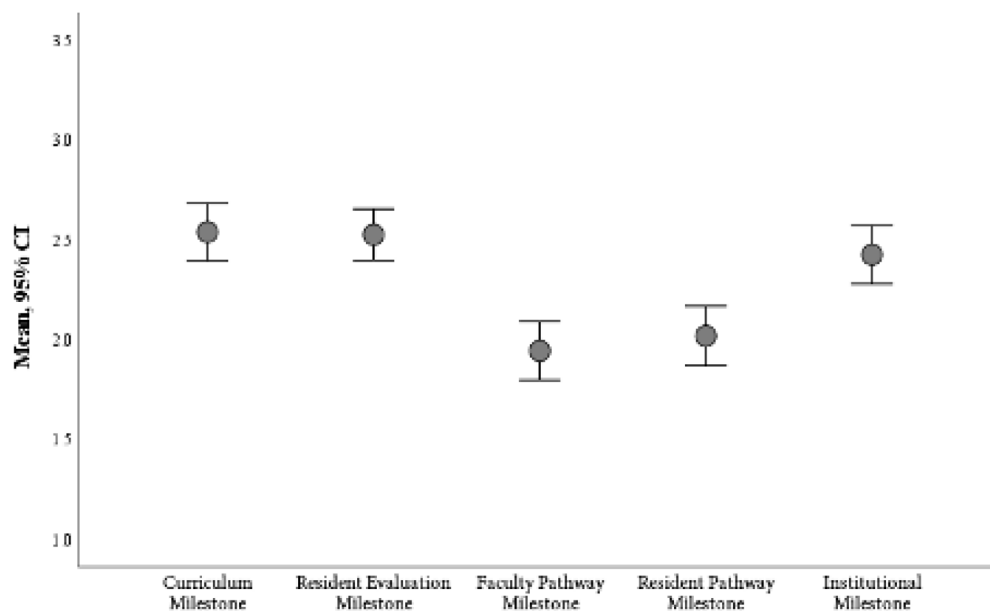 Mean, 95% CI
3.5
3.0
2.5
2.0
1.5
1.0
Curriculum
Milestone
Resident Evaluation
Milestone
Faculty Pathway
Milestone
Resident Pathway
Milestone
Institutional
Milestone